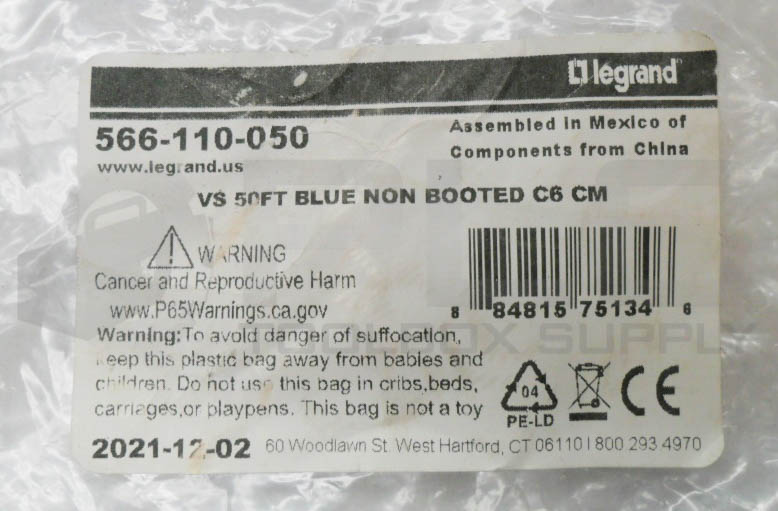 legrand
566-110-050
Assembled in Mexico of
Components from China
www.legrand.us
VS 50FT BLUE NON BOOTED C6 CM
WARNING
Cancer and Reproductive Harm
www.P65Warnings.ca.gov
8 84815 75134 6
Warning:To avoid danger of suffocation,
keep this plastic bag away from babies and
children. Do not use this bag in cribs,beds,
carriages,or playpens. This bag is not a toy
04
PE-LD
CE
2021-12-02 60 Woodlawn St. West Hartford, CT 06110 I 800 293 4970
TOOLBOX SUPPLY